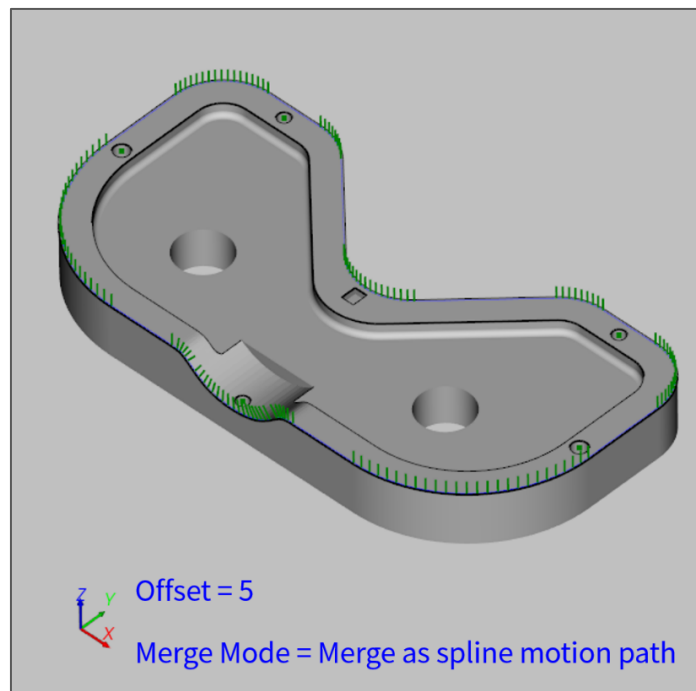 Z
Y
X
Offset = 5
Merge Mode = Merge as spline motion path